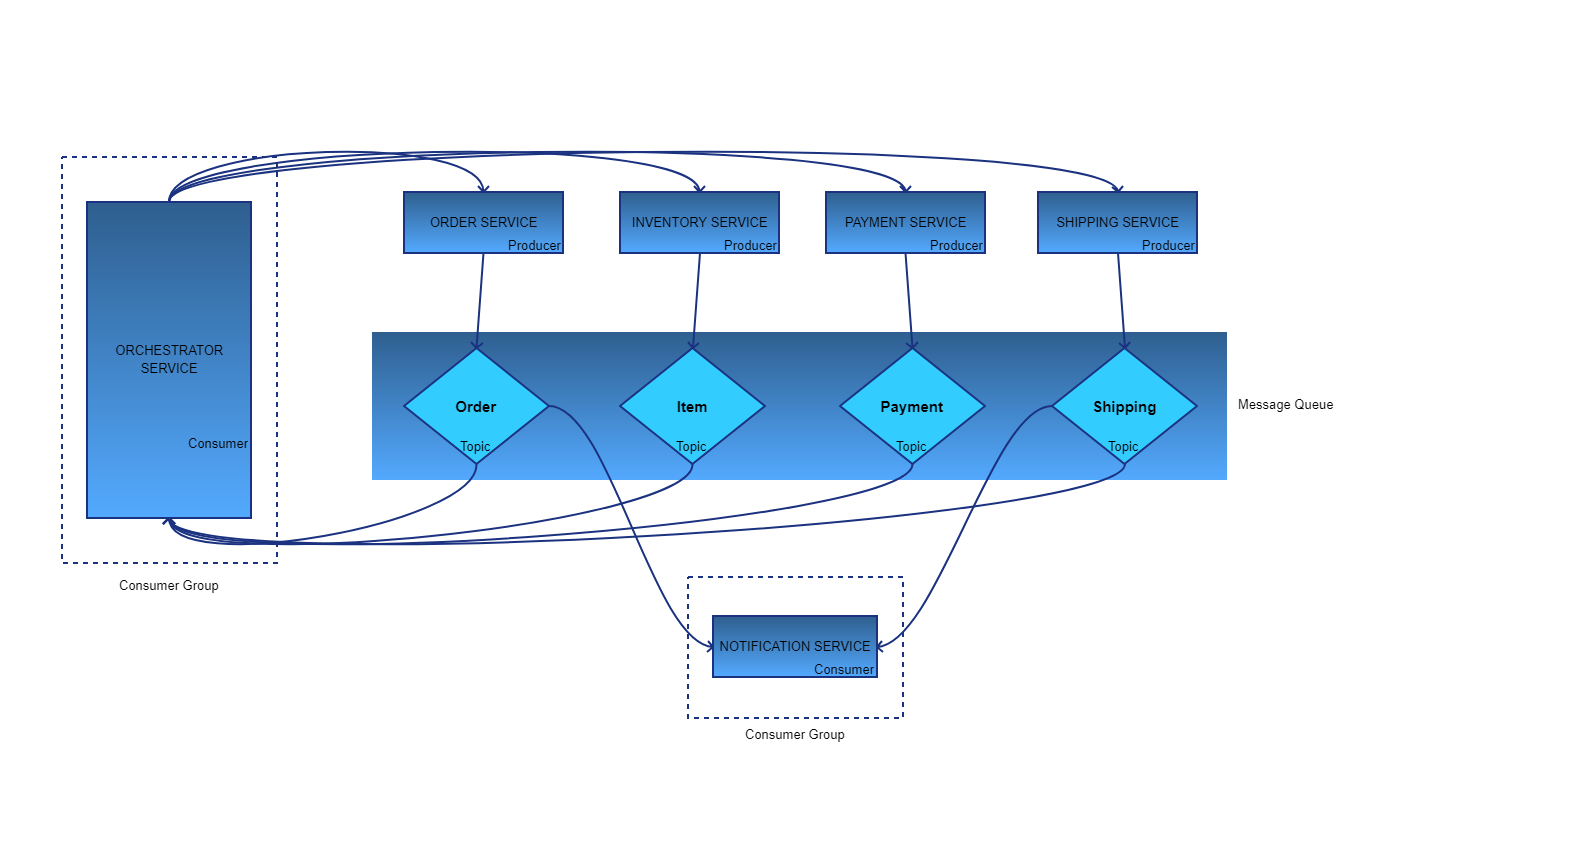 ORDER SERVICE
Producer
INVENTORY SERVICE
Producer
PAYMENT SERVICE
Producer
SHIPPING SERVICE
Producer
ORCHESTRATOR
SERVICE
Consumer
Consumer Group
Order
Topic
Item
Topic
Payment
Topic
Shipping
Topic
Message Queue
NOTIFICATION SERVICE
Consumer
Consumer Group